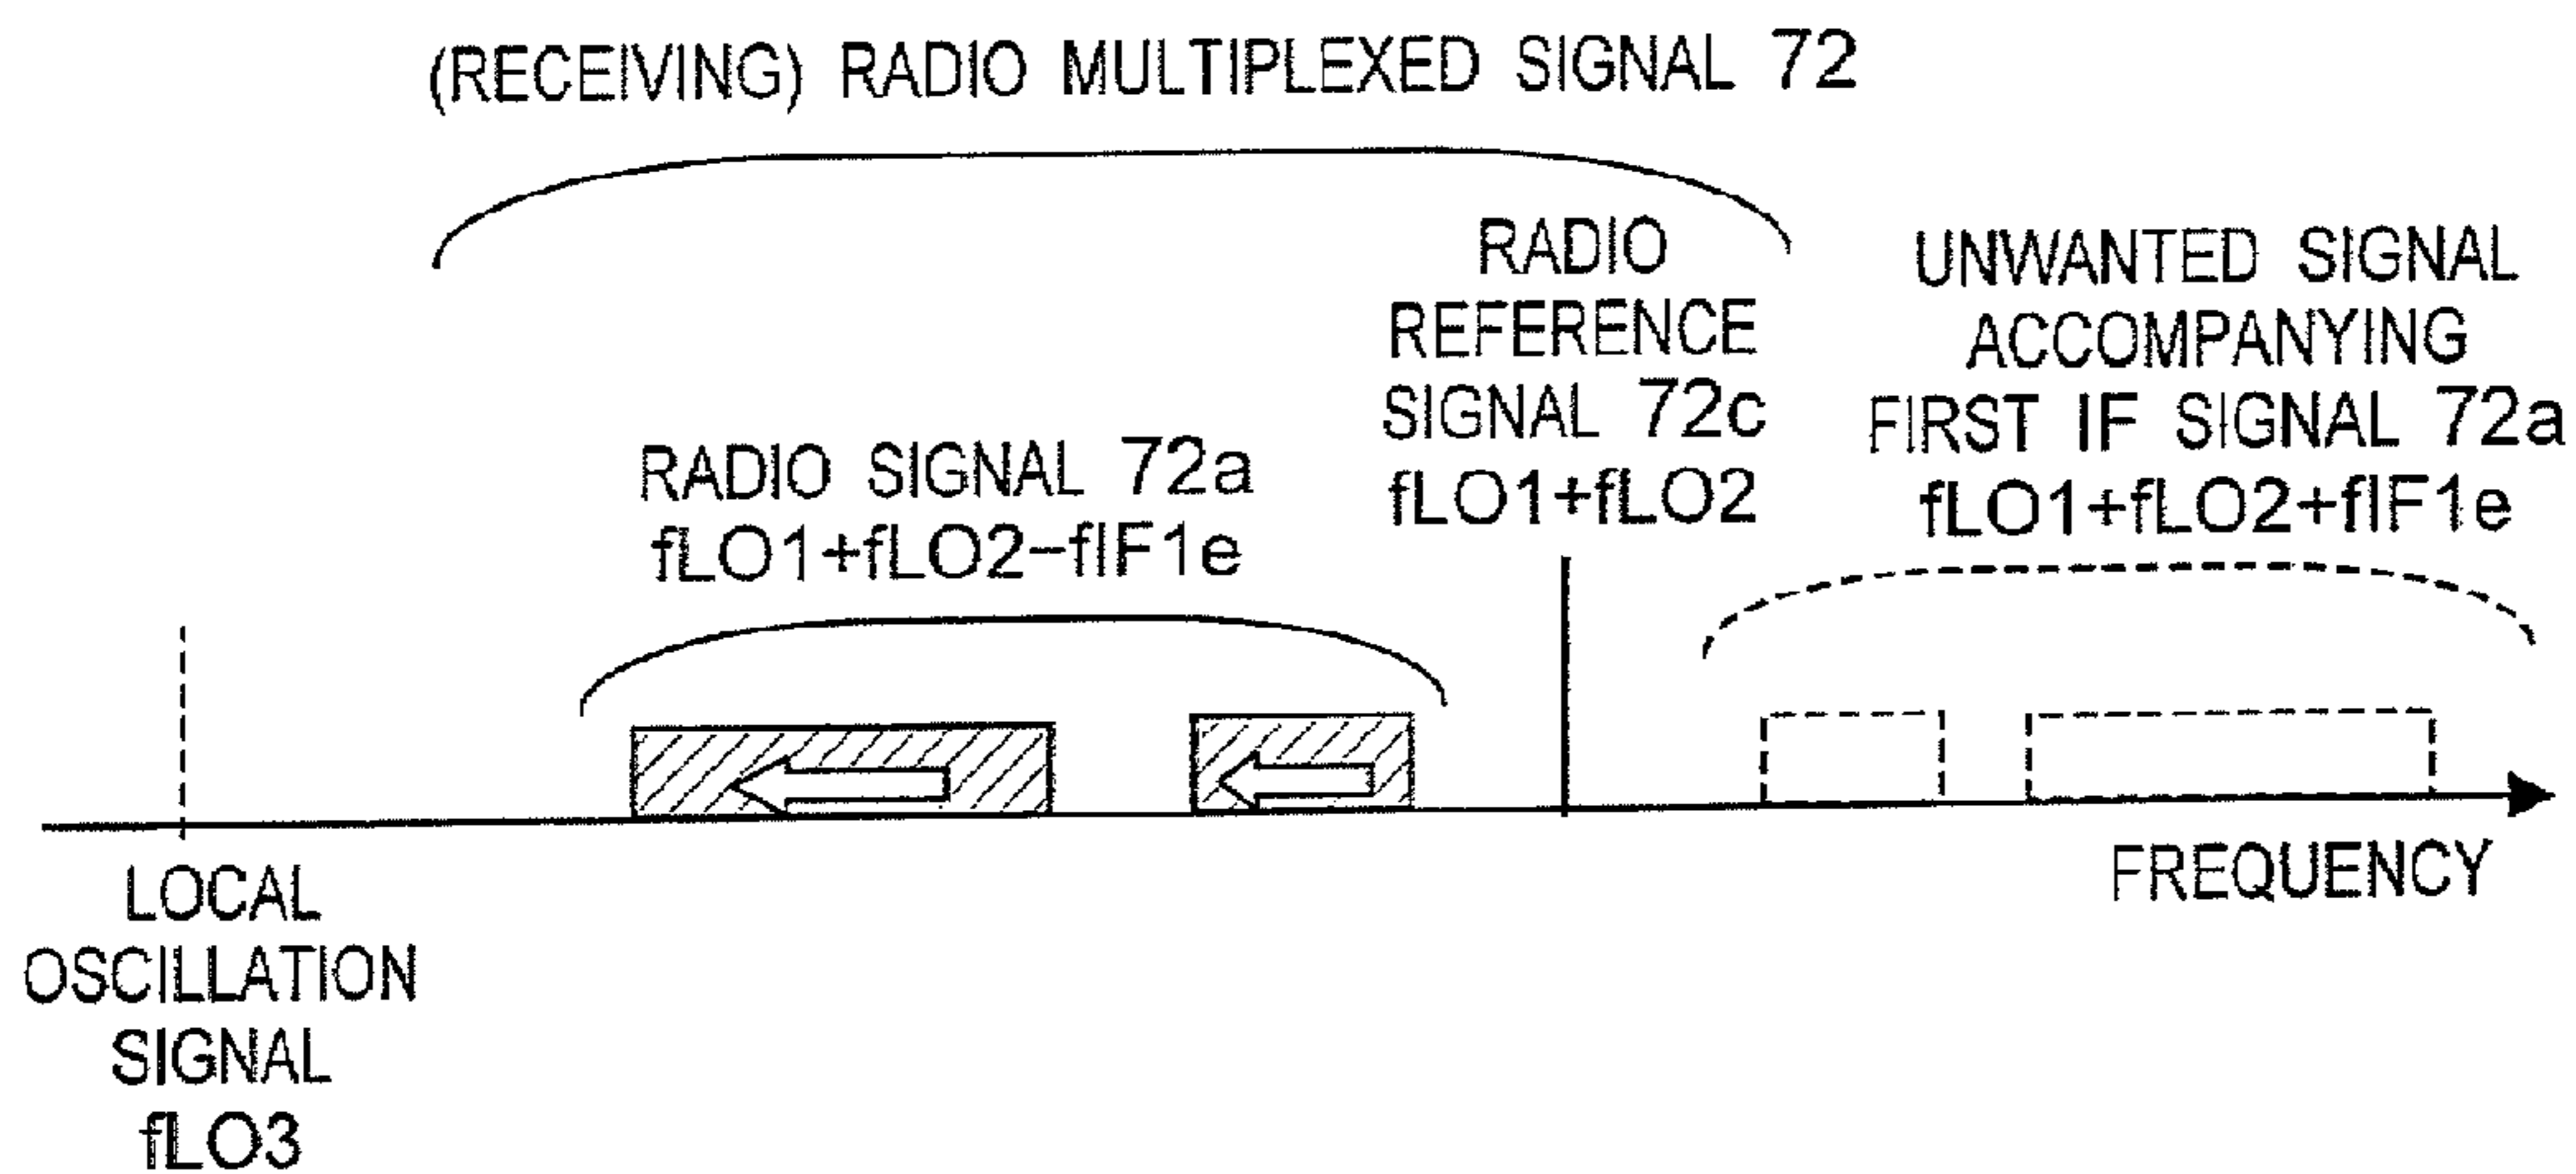 (RECEIVING) RADIO MULTIPLEXED SIGNAL 72
RADIO
REFERENCE
SIGNAL 72c
fLO1+fLO2
UNWANTED SIGNAL
ACCOMPANYING
FIRST IF SIGNAL 72a
fLO1+fLO2+fIF1e
RADIO SIGNAL 72a
fLO1+fLO2-fIF1e
LOCAL
OSCILLATION
SIGNAL
fLO3
FREQUENCY